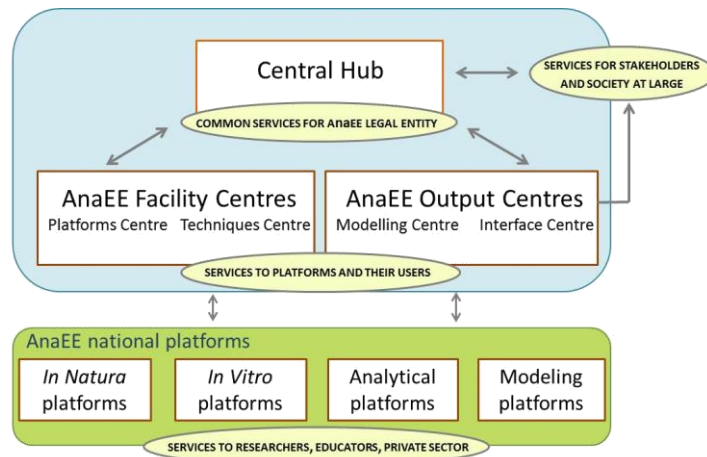 Central Hub
SERVICES FOR STAKEHOLDERS
AND SOCIETY AT LARGE
COMMON SERVICES FOR AnaEE LEGAL ENTITY
AnaEE Facility Centres
Platforms Centre Techniques Centre
AnaEE Output Centres
Modelling Centre Interface Centre
SERVICES TO PLATFORMS AND THEIR USERS
AnaEE national platforms
In Natura
platforms
In Vitro
platforms
Analytical
platforms
Modeling
platforms
SERVICES TO RESEARCHERS, EDUCATORS, PRIVATE SECTOR